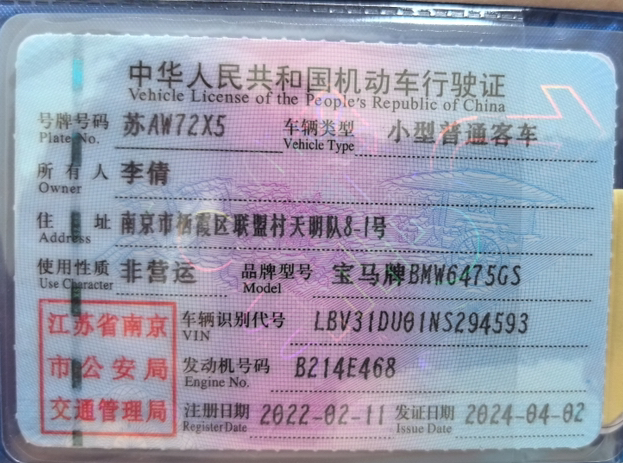 中华人民共和国机动车行驶证
Vehicle License of the People's Republic of China
号牌号码 苏AW72X5 车辆类型 小型普通客车
Plate No. Vehicle Type
所有人 李倩
Owner
住址 南京市栖霞区联盟村天明队8-1号
Address
使用性质 非营运 品牌型号 宝马牌BMW6475GS
Use Character Model
江苏省南京
市公安局
交通管理局
车辆识别代号 LBV31DU01NS294593
VIN
发动机号码 B214E468
Engine No.
注册日期 2022-02-11 发证日期 2024-04-02
Register Date Issue Date